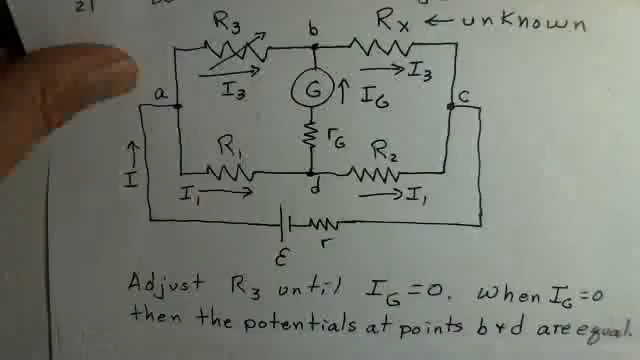 21
R3
b
Rx ← unknown
I3
G
IG
I3
a
c
rG
I
R1
R2
I1
d
I1
ε
r
Adjust R3 until IG = 0. When IG = 0
then the potentials at points b & d are equal.